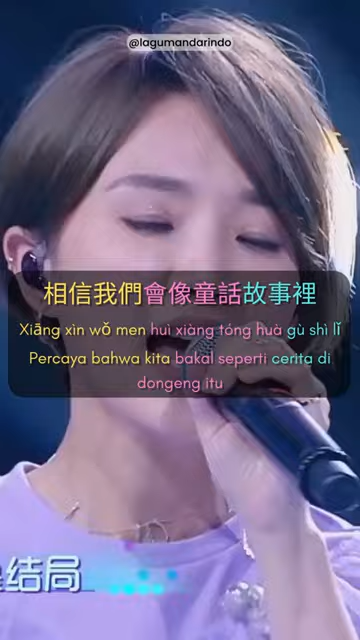 @lagumandarindo
相信我們會像童話故事裡
Xiāng xìn wǒ men huì xiàng tóng huà gù shì lǐ
Percaya bahwa kita bakal seperti cerita di
dongeng itu
结局